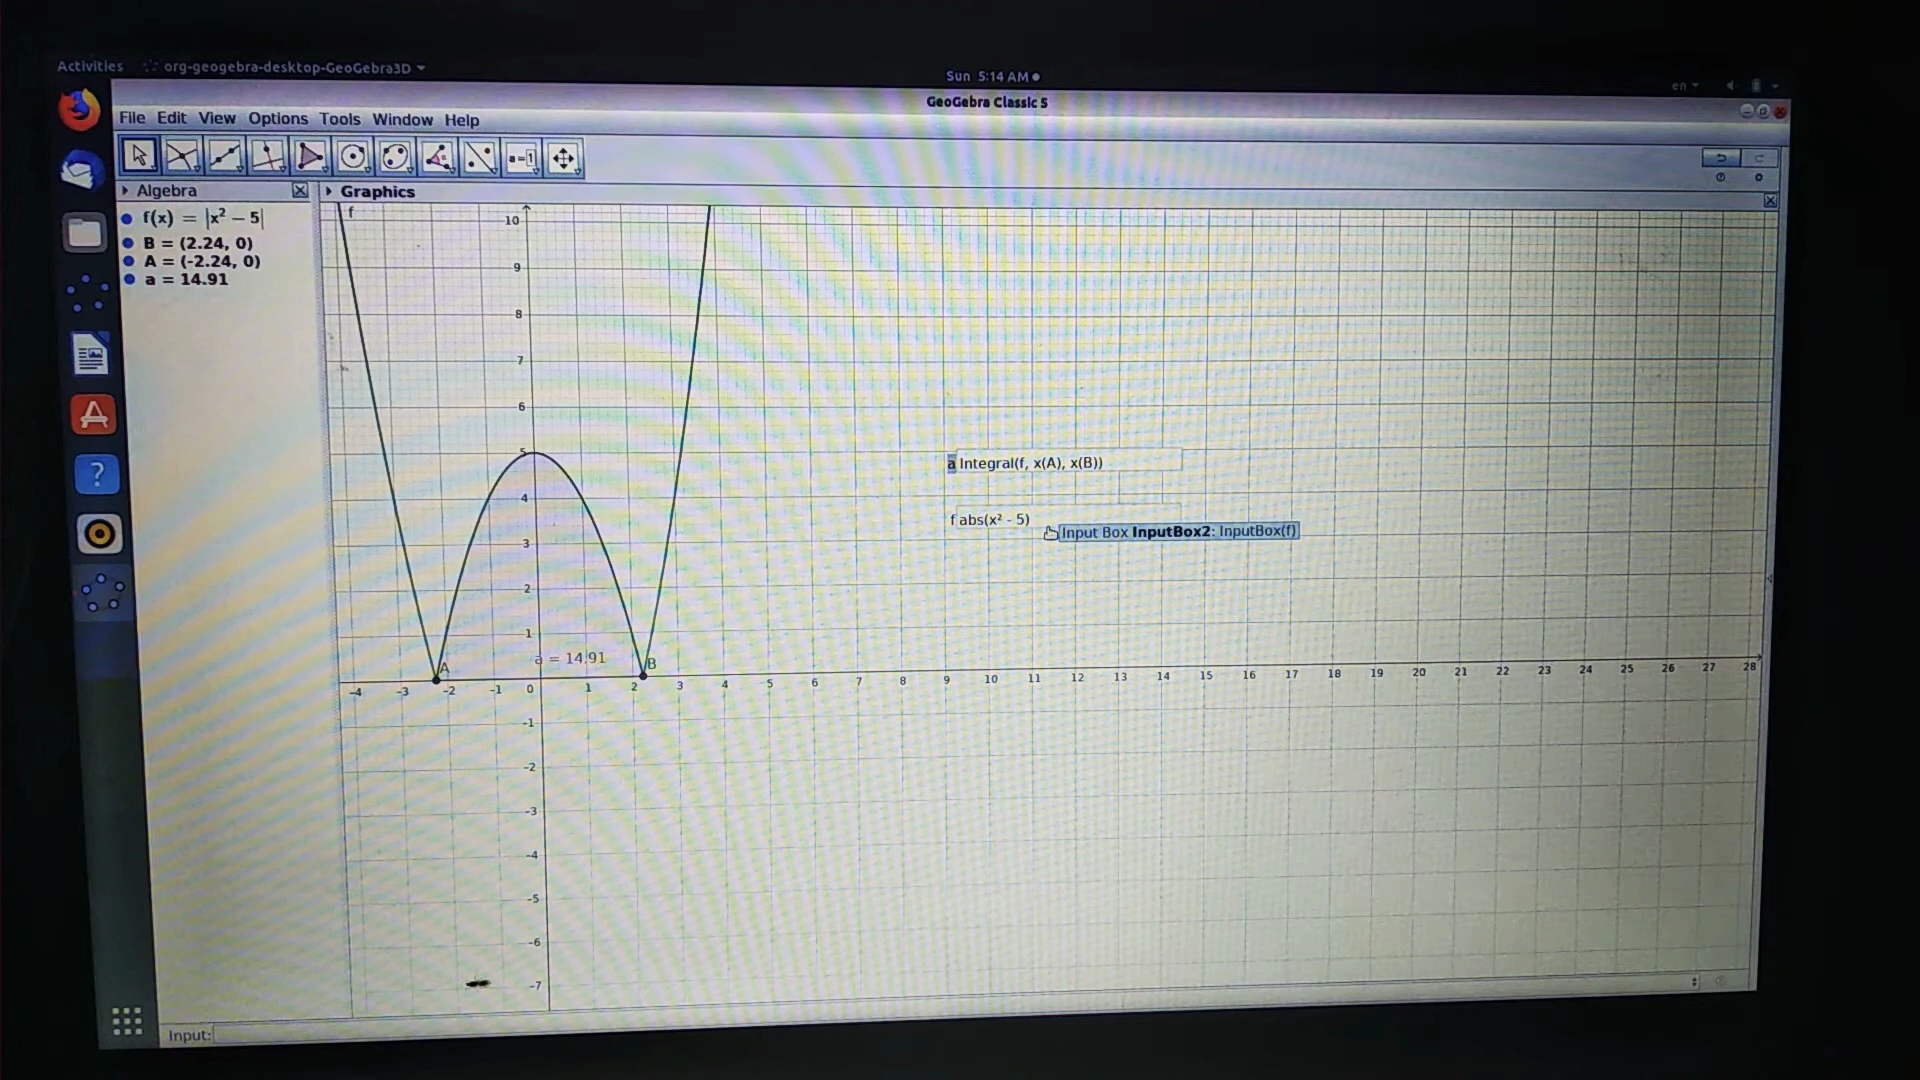 Activities org-geogebra-desktop-GeoGebra3D
Sun 5:14 AM
en
GeoGebra Classic 5
File Edit View Options Tools Window Help
a=1
Algebra
Graphics
f(x) = |x² − 5|
B = (2.24, 0)
A = (-2.24, 0)
a = 14.91
f
10
9
8
7
6
5
4
3
2
1
a Integral(f, x(A), x(B))
f abs(x² - 5)
Input Box InputBox2: InputBox(f)
a = 14.91
A
B
-4 -3 -2 -1 0 1 2 3 4 5 6 7 8 9 10 11 12 13 14 15 16 17 18 19 20 21 22 23 24 25 26 27 28
-1
-2
-3
-4
-5
-6
-7
Input: